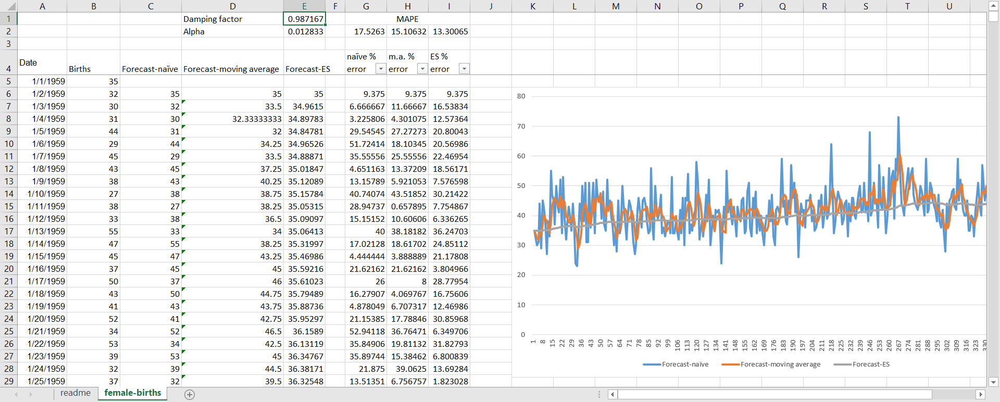 A B C D E F G H I J K L M N O P Q R S T U
1 Damping factor 0.987167 MAPE
2 Alpha 0.012833 17.5263 15.10632 13.30065
3
naïve % m.a. % ES %
4 Date Births Forecast-naïve Forecast-moving average Forecast-ES error error error
5 1/1/1959 35
6 1/2/1959 32 35 35 35 9.375 9.375 9.375
7 1/3/1959 30 32 33.5 34.9615 6.666667 11.66667 16.53834
8 1/4/1959 31 30 32.33333333 34.89783 3.225806 4.301075 12.57364
9 1/5/1959 44 31 32 34.84781 29.54545 27.27273 20.80043
10 1/6/1959 29 44 34.25 34.96526 51.72414 18.10345 20.56986
11 1/7/1959 45 29 33.5 34.88871 35.55556 25.55556 22.46954
12 1/8/1959 43 45 37.25 35.01847 4.651163 13.37209 18.56171
13 1/9/1959 38 43 40.25 35.12089 13.15789 5.921053 7.576598
14 1/10/1959 27 38 38.75 35.15784 40.74074 43.51852 30.21422
15 1/11/1959 38 27 38.25 35.05315 28.94737 0.657895 7.754867
16 1/12/1959 33 38 36.5 35.09097 15.15152 10.60606 6.336265
17 1/13/1959 55 33 34 35.06413 40 38.18182 36.24703
18 1/14/1959 47 55 38.25 35.31997 17.02128 18.61702 24.85112
19 1/15/1959 45 47 43.25 35.46986 4.444444 3.888889 21.17808
20 1/16/1959 37 45 45 35.59216 21.62162 21.62162 3.804966
21 1/17/1959 50 37 46 35.61023 26 8 28.77954
22 1/18/1959 43 50 44.75 35.79489 16.27907 4.069767 16.75606
23 1/19/1959 41 43 43.75 35.88736 4.878049 6.707317 12.46986
24 1/20/1959 52 41 42.75 35.95297 21.15385 17.78846 30.85968
25 1/21/1959 34 52 46.5 36.1589 52.94118 36.76471 6.349706
26 1/22/1959 53 34 42.5 36.13119 35.84906 19.81132 31.82793
27 1/23/1959 39 53 45 36.34767 35.89744 15.38462 6.800839
28 1/24/1959 32 39 44.5 36.38171 21.875 39.0625 13.69284
29 1/25/1959 37 32 39.5 36.32548 13.51351 6.756757 1.823028
80
70
60
50
40
30
20
10
0
1 8 15 22 29 36 43 50 57 64 71 78 85 92 99 106 113 120 127 134 141 148 155 162 169 176 183 190 197 204 211 218 225 232 239 246 253 260 267 274 281 288 295 302 309 316 323 330
Forecast-naïve Forecast-moving average Forecast-ES
readme female-births